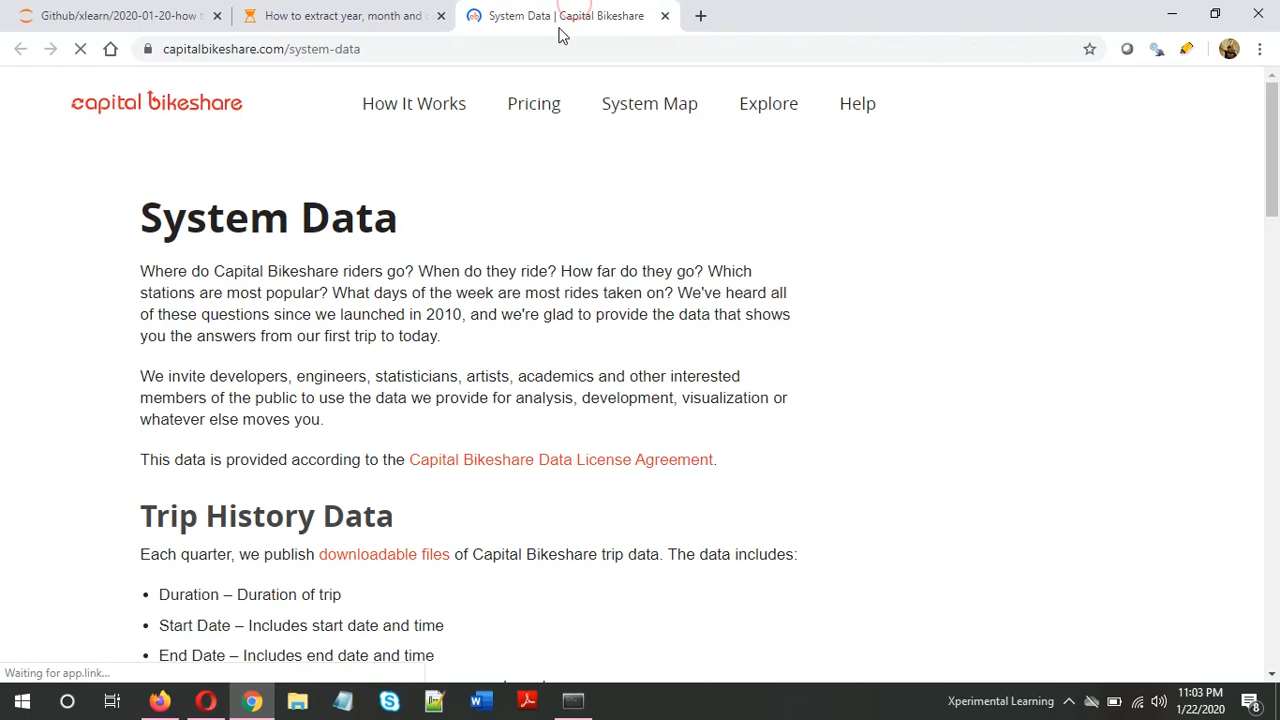 Github/xlearn/2020-01-20-how t
How to extract year, month and c
System Data | Capital Bikeshare
capitalbikeshare.com/system-data
capital bikeshare
How It Works
Pricing
System Map
Explore
Help
System Data
Where do Capital Bikeshare riders go? When do they ride? How far do they go? Which
stations are most popular? What days of the week are most rides taken on? We've heard all
of these questions since we launched in 2010, and we're glad to provide the data that shows
you the answers from our first trip to today.
We invite developers, engineers, statisticians, artists, academics and other interested
members of the public to use the data we provide for analysis, development, visualization or
whatever else moves you.
This data is provided according to the Capital Bikeshare Data License Agreement.
Trip History Data
Each quarter, we publish downloadable files of Capital Bikeshare trip data. The data includes:
• Duration – Duration of trip
• Start Date – Includes start date and time
• End Date – Includes end date and time
Waiting for app.link...
Xperimental Learning
11:03 PM
1/22/2020
8